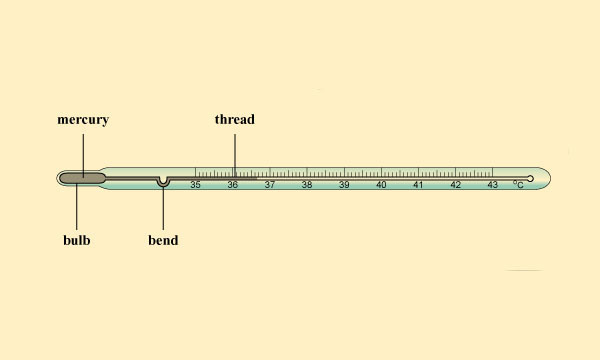 mercury thread
35 36 37 38 39 40 41 42 43 °C
bulb bend